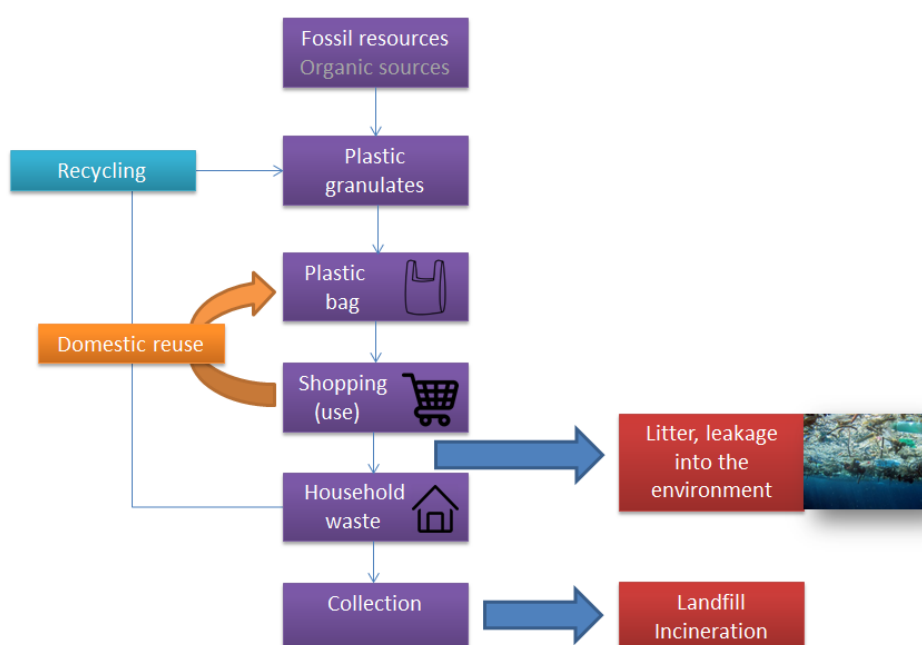 Fossil resources
Organic sources
Recycling
Plastic
granulates
Plastic
bag
Domestic reuse
Shopping
(use)
Litter, leakage
into the
environment
Household
waste
Collection
Landfill
Incineration